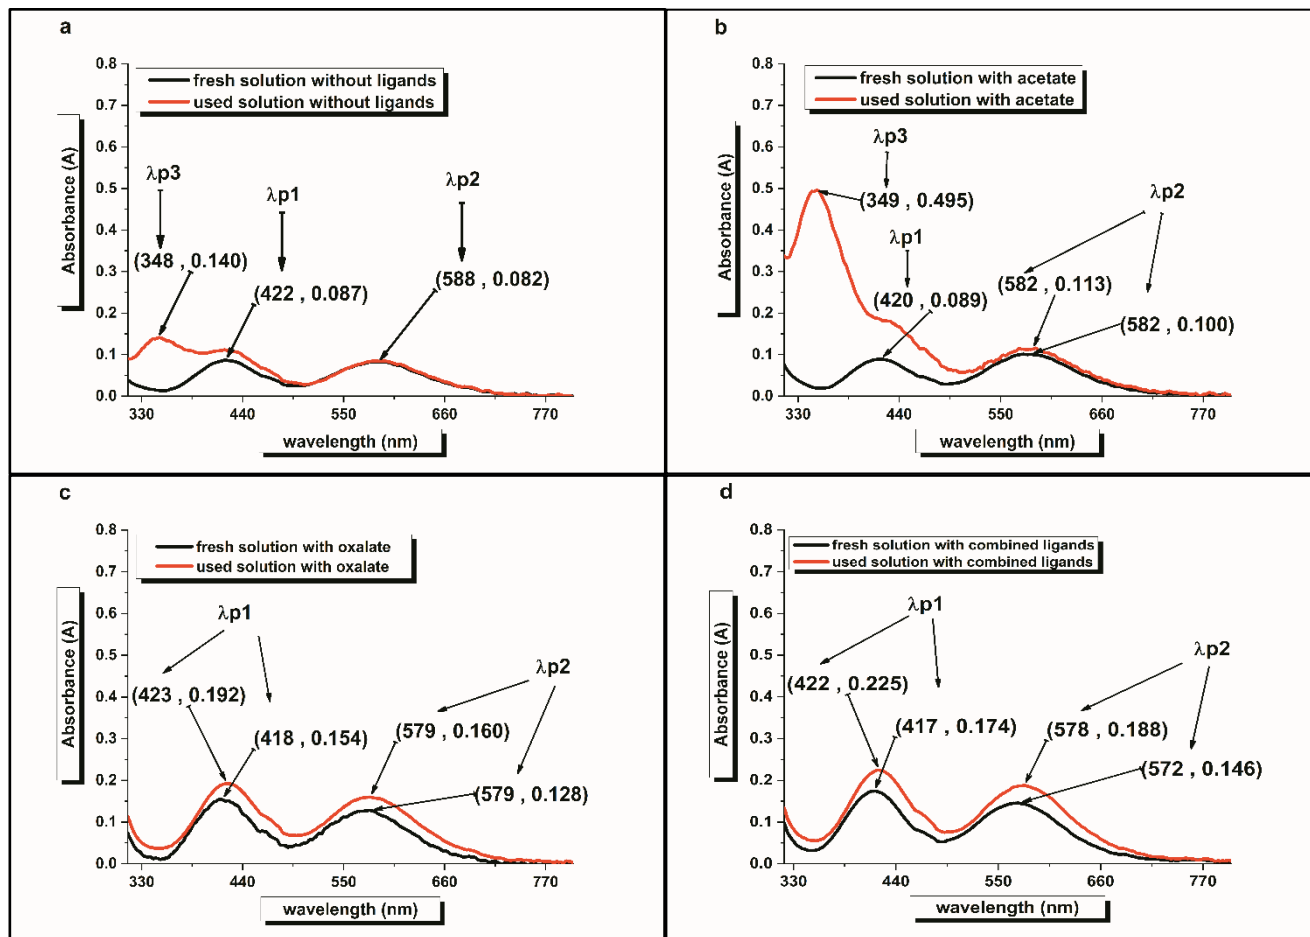 a
fresh solution without ligands
used solution without ligands
λp3
λp1
λp2
(348 , 0.140)
(422 , 0.087)
(588 , 0.082)
Absorbance (A)
0.8
0.7
0.6
0.5
0.4
0.3
0.2
0.1
0.0
330 440 550 660 770
wavelength (nm)
b
fresh solution with acetate
used solution with acetate
λp3
(349 , 0.495)
λp1
(420 , 0.089)
λp2
(582 , 0.113)
(582 , 0.100)
Absorbance (A)
0.8
0.7
0.6
0.5
0.4
0.3
0.2
0.1
0.0
330 440 550 660 770
wavelength (nm)
c
fresh solution with oxalate
used solution with oxalate
λp1
(423 , 0.192)
(418 , 0.154)
λp2
(579 , 0.160)
(579 , 0.128)
Absorbance (A)
0.8
0.7
0.6
0.5
0.4
0.3
0.2
0.1
0.0
330 440 550 660 770
wavelength (nm)
d
fresh solution with combined ligands
used solution with combined ligands
λp1
(422 , 0.225)
(417 , 0.174)
λp2
(578 , 0.188)
(572 , 0.146)
Absorbance (A)
0.8
0.7
0.6
0.5
0.4
0.3
0.2
0.1
0.0
330 440 550 660 770
wavelength (nm)